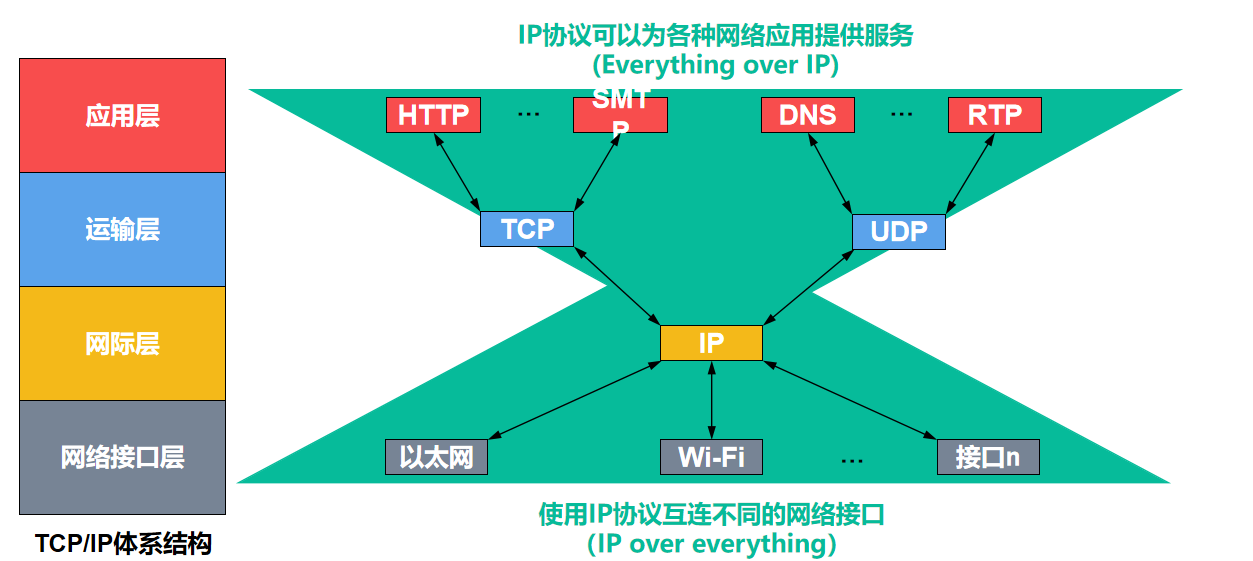 IP协议可以为各种网络应用提供服务
(Everything over IP)
应用层
HTTP
...
SMT
P
DNS
...
RTP
运输层
TCP
UDP
网际层
IP
网络接口层
以太网
Wi-Fi
...
接口n
使用IP协议互连不同的网络接口
(IP over everything)
TCP/IP体系结构